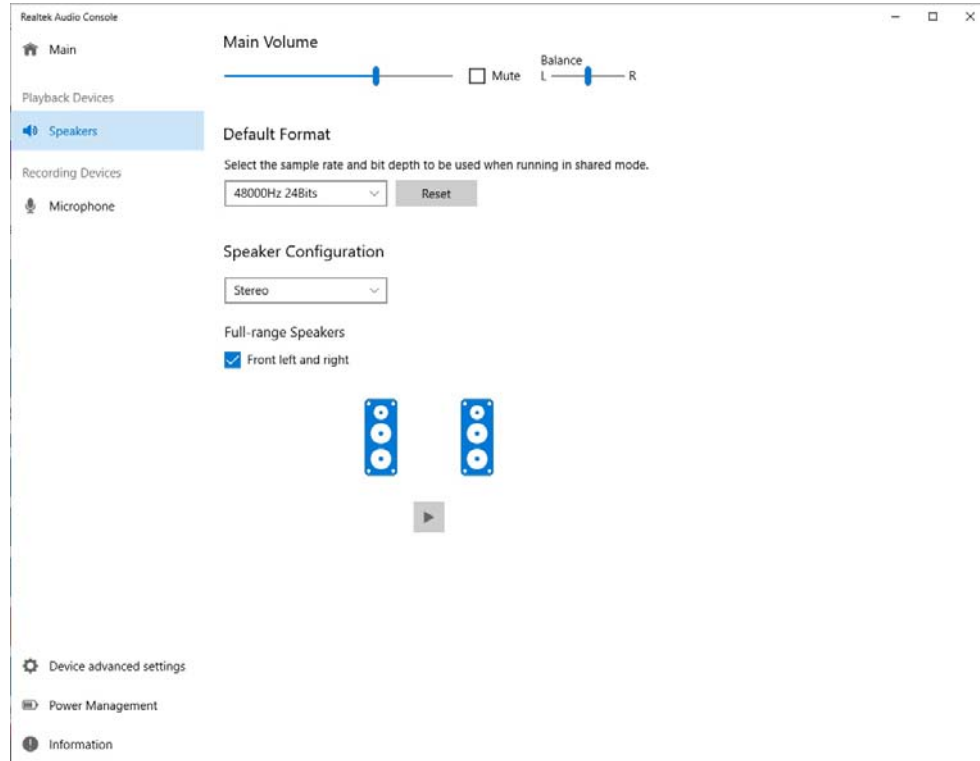 Realtek Audio Console
Main
Playback Devices
Speakers
Recording Devices
Microphone
Device advanced settings
Power Management
Information
Main Volume
Mute
Balance
L R
Default Format
Select the sample rate and bit depth to be used when running in shared mode.
48000Hz 24Bits
Reset
Speaker Configuration
Stereo
Full-range Speakers
Front left and right